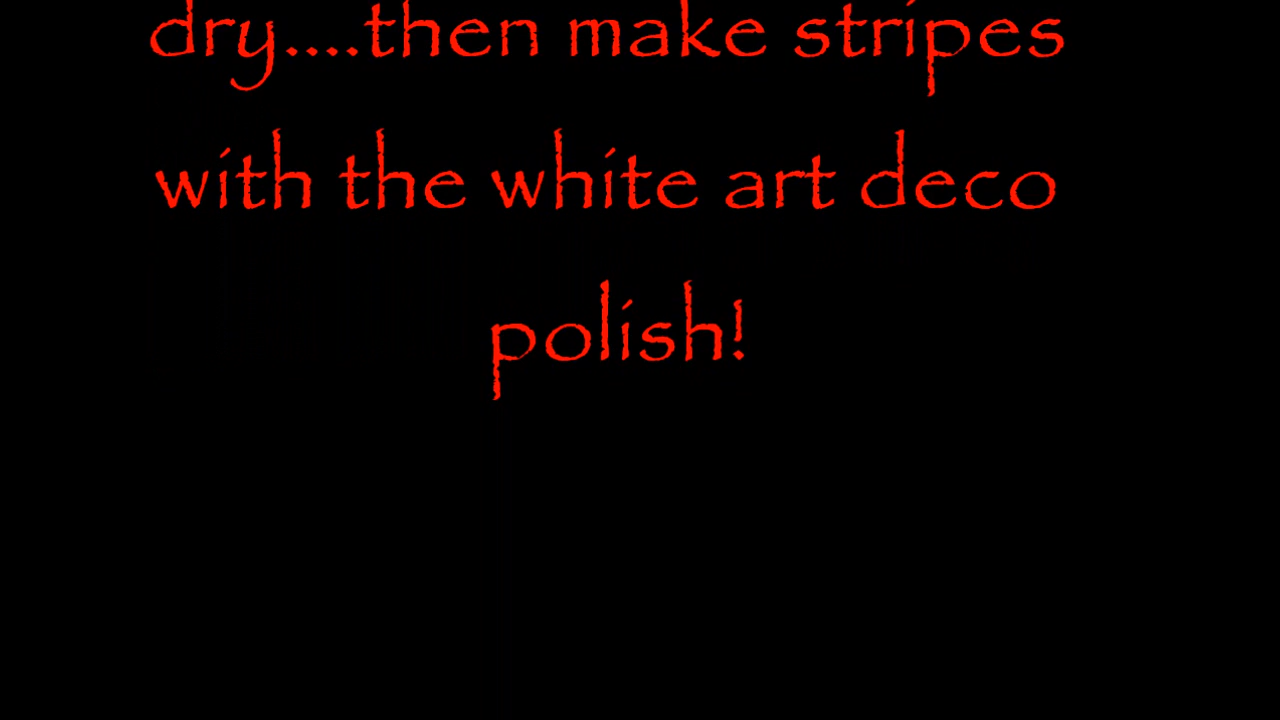 dry....then make stripes
with the white art deco
polish!